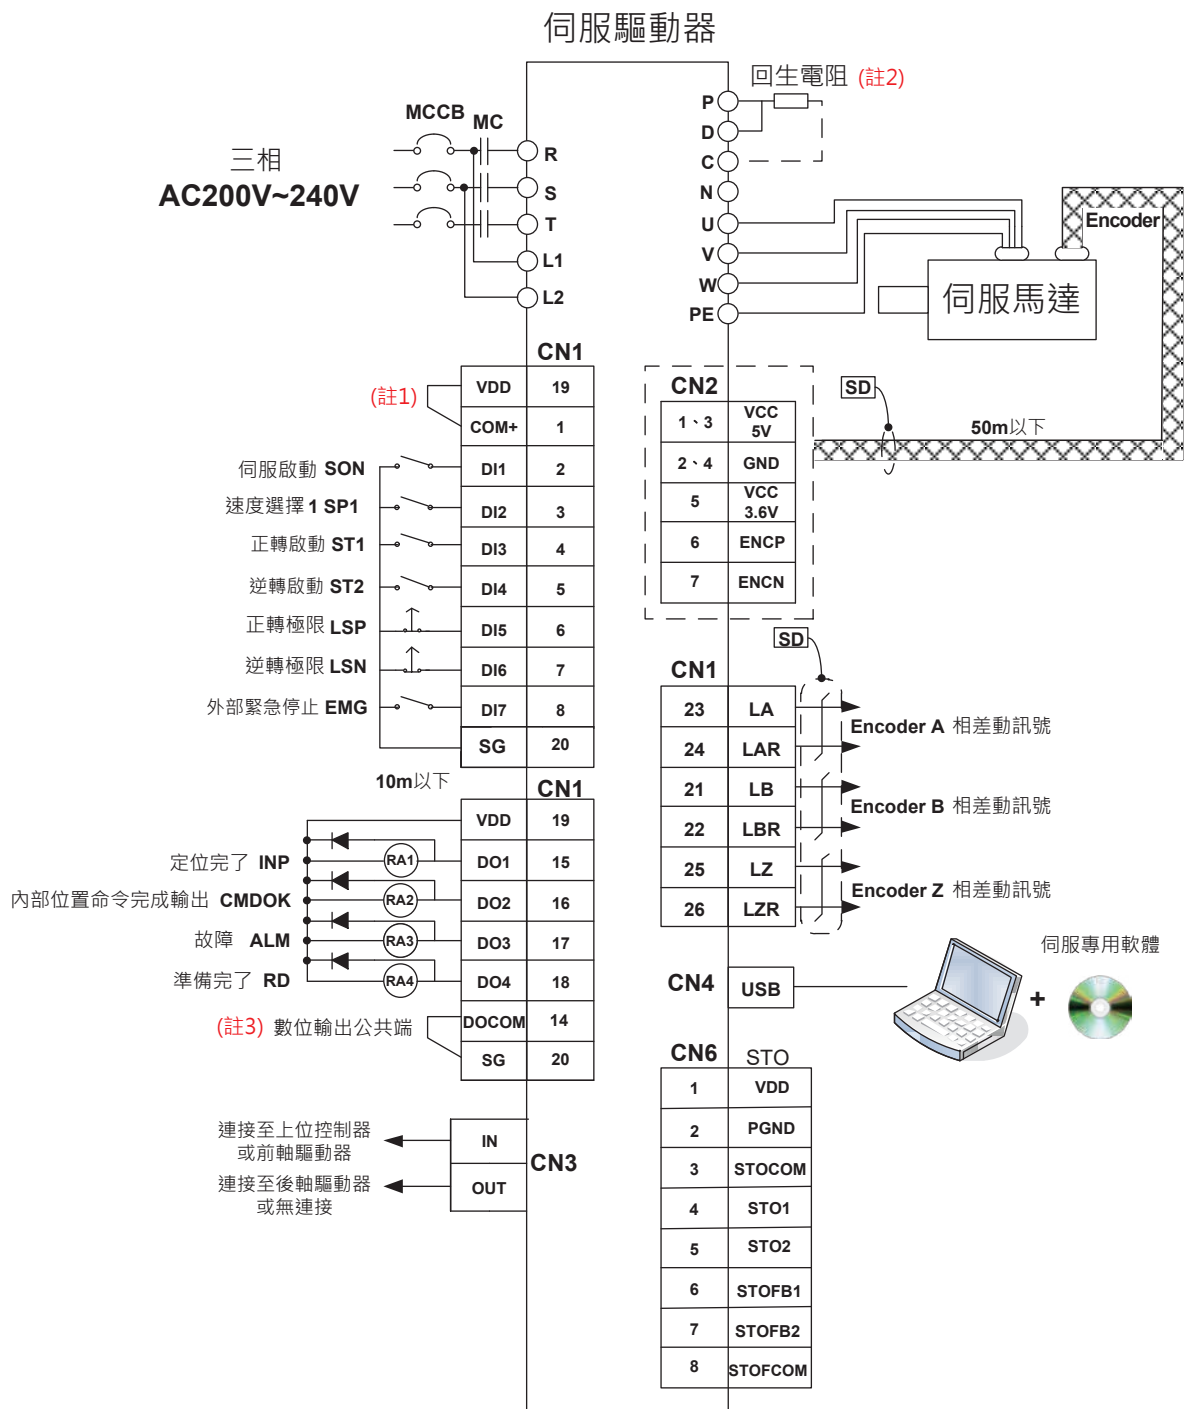 伺服驅動器
回生電阻 (註2)
MCCB
MC
三相
AC200V~240V
R
S
T
L1
L2
P
D
C
N
U
V
W
PE
Encoder
伺服馬達
CN1
(註1)
VDD 19
COM+ 1
伺服啟動 SON DI1 2
速度選擇 1 SP1 DI2 3
正轉啟動 ST1 DI3 4
逆轉啟動 ST2 DI4 5
正轉極限 LSP DI5 6
逆轉極限 LSN DI6 7
外部緊急停止 EMG DI7 8
SG 20
10m以下
CN2
1、3 VCC 5V
2、4 GND
5 VCC 3.6V
6 ENCP
7 ENCN
SD
50m以下
CN1
VDD 19
定位完了 INP RA1 DO1 15
內部位置命令完成輸出 CMDOK RA2 DO2 16
故障 ALM RA3 DO3 17
準備完了 RD RA4 DO4 18
(註3) 數位輸出公共端 DOCOM 14
SG 20
SD
CN1
23 LA
24 LAR
Encoder A 相差動訊號
21 LB
22 LBR
Encoder B 相差動訊號
25 LZ
26 LZR
Encoder Z 相差動訊號
CN4 USB
+
伺服專用軟體
連接至上位控制器
或前軸驅動器
IN
CN3
連接至後軸驅動器
或無連接
OUT
CN6 STO
1 VDD
2 PGND
3 STOCOM
4 STO1
5 STO2
6 STOFB1
7 STOFB2
8 STOFCOM